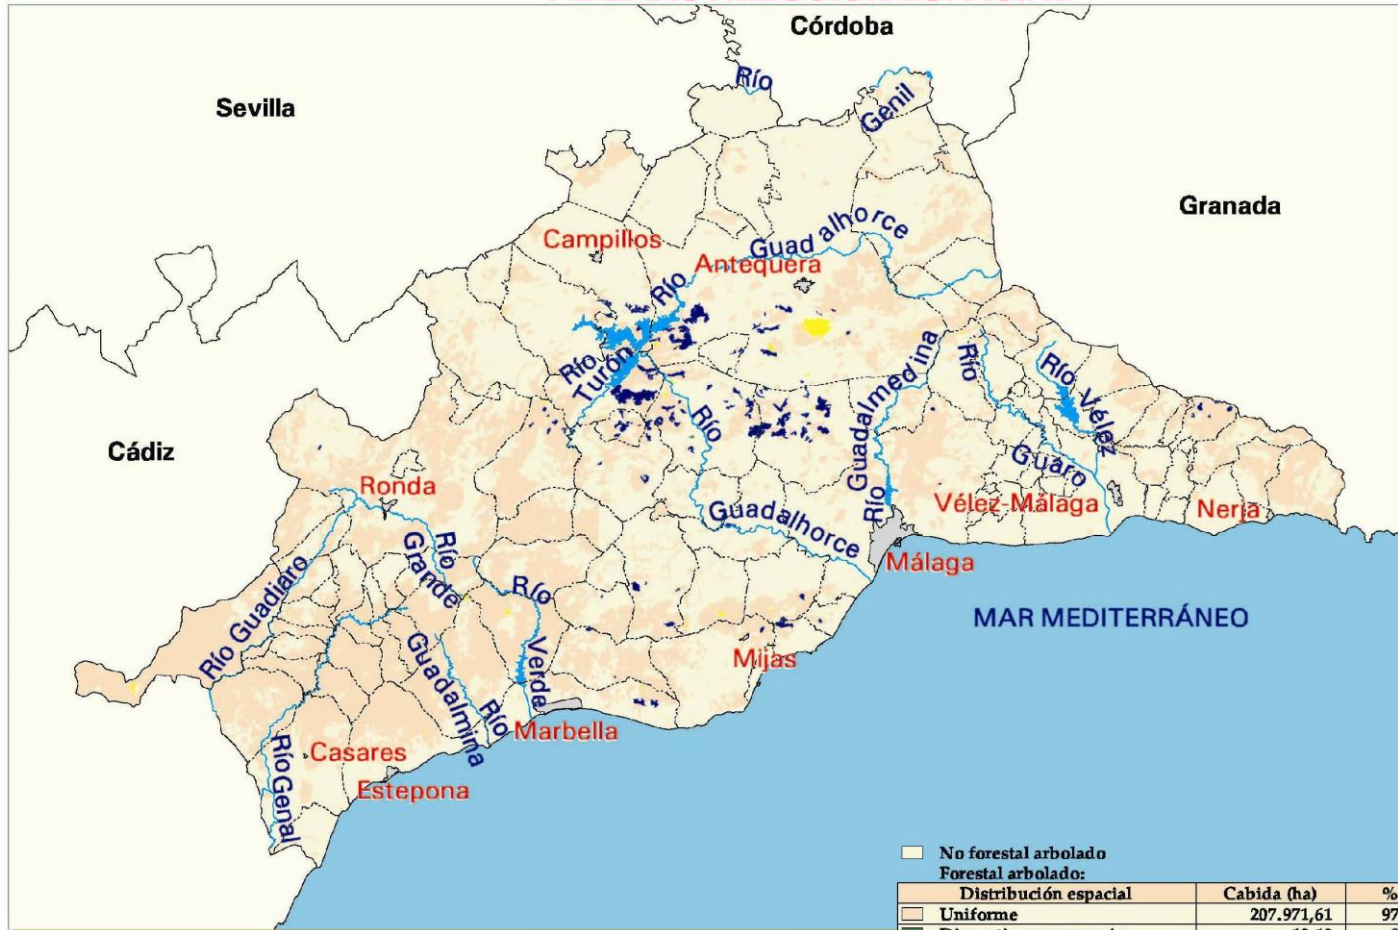 Córdoba
Río
Sevilla
Genil
Granada
Campillos
Guadalhorce
Antequera
Río
Río
Turón
Guadalmedina
Río
Río
Vélez
Río
Cádiz
Guaro
Ronda
Vélez-Málaga
Nerja
Río
Guadalhorce
Río
Grande
Málaga
Río
Río Guadiaro
MAR MEDITERRÁNEO
Guadalmina
Río
Verde
Mijas
Marbella
Casares
Río Genal
Estepona
No forestal arbolado
Forestal arbolado:
Distribución espacial Cabida (ha) %
Uniforme 207.971,61 97